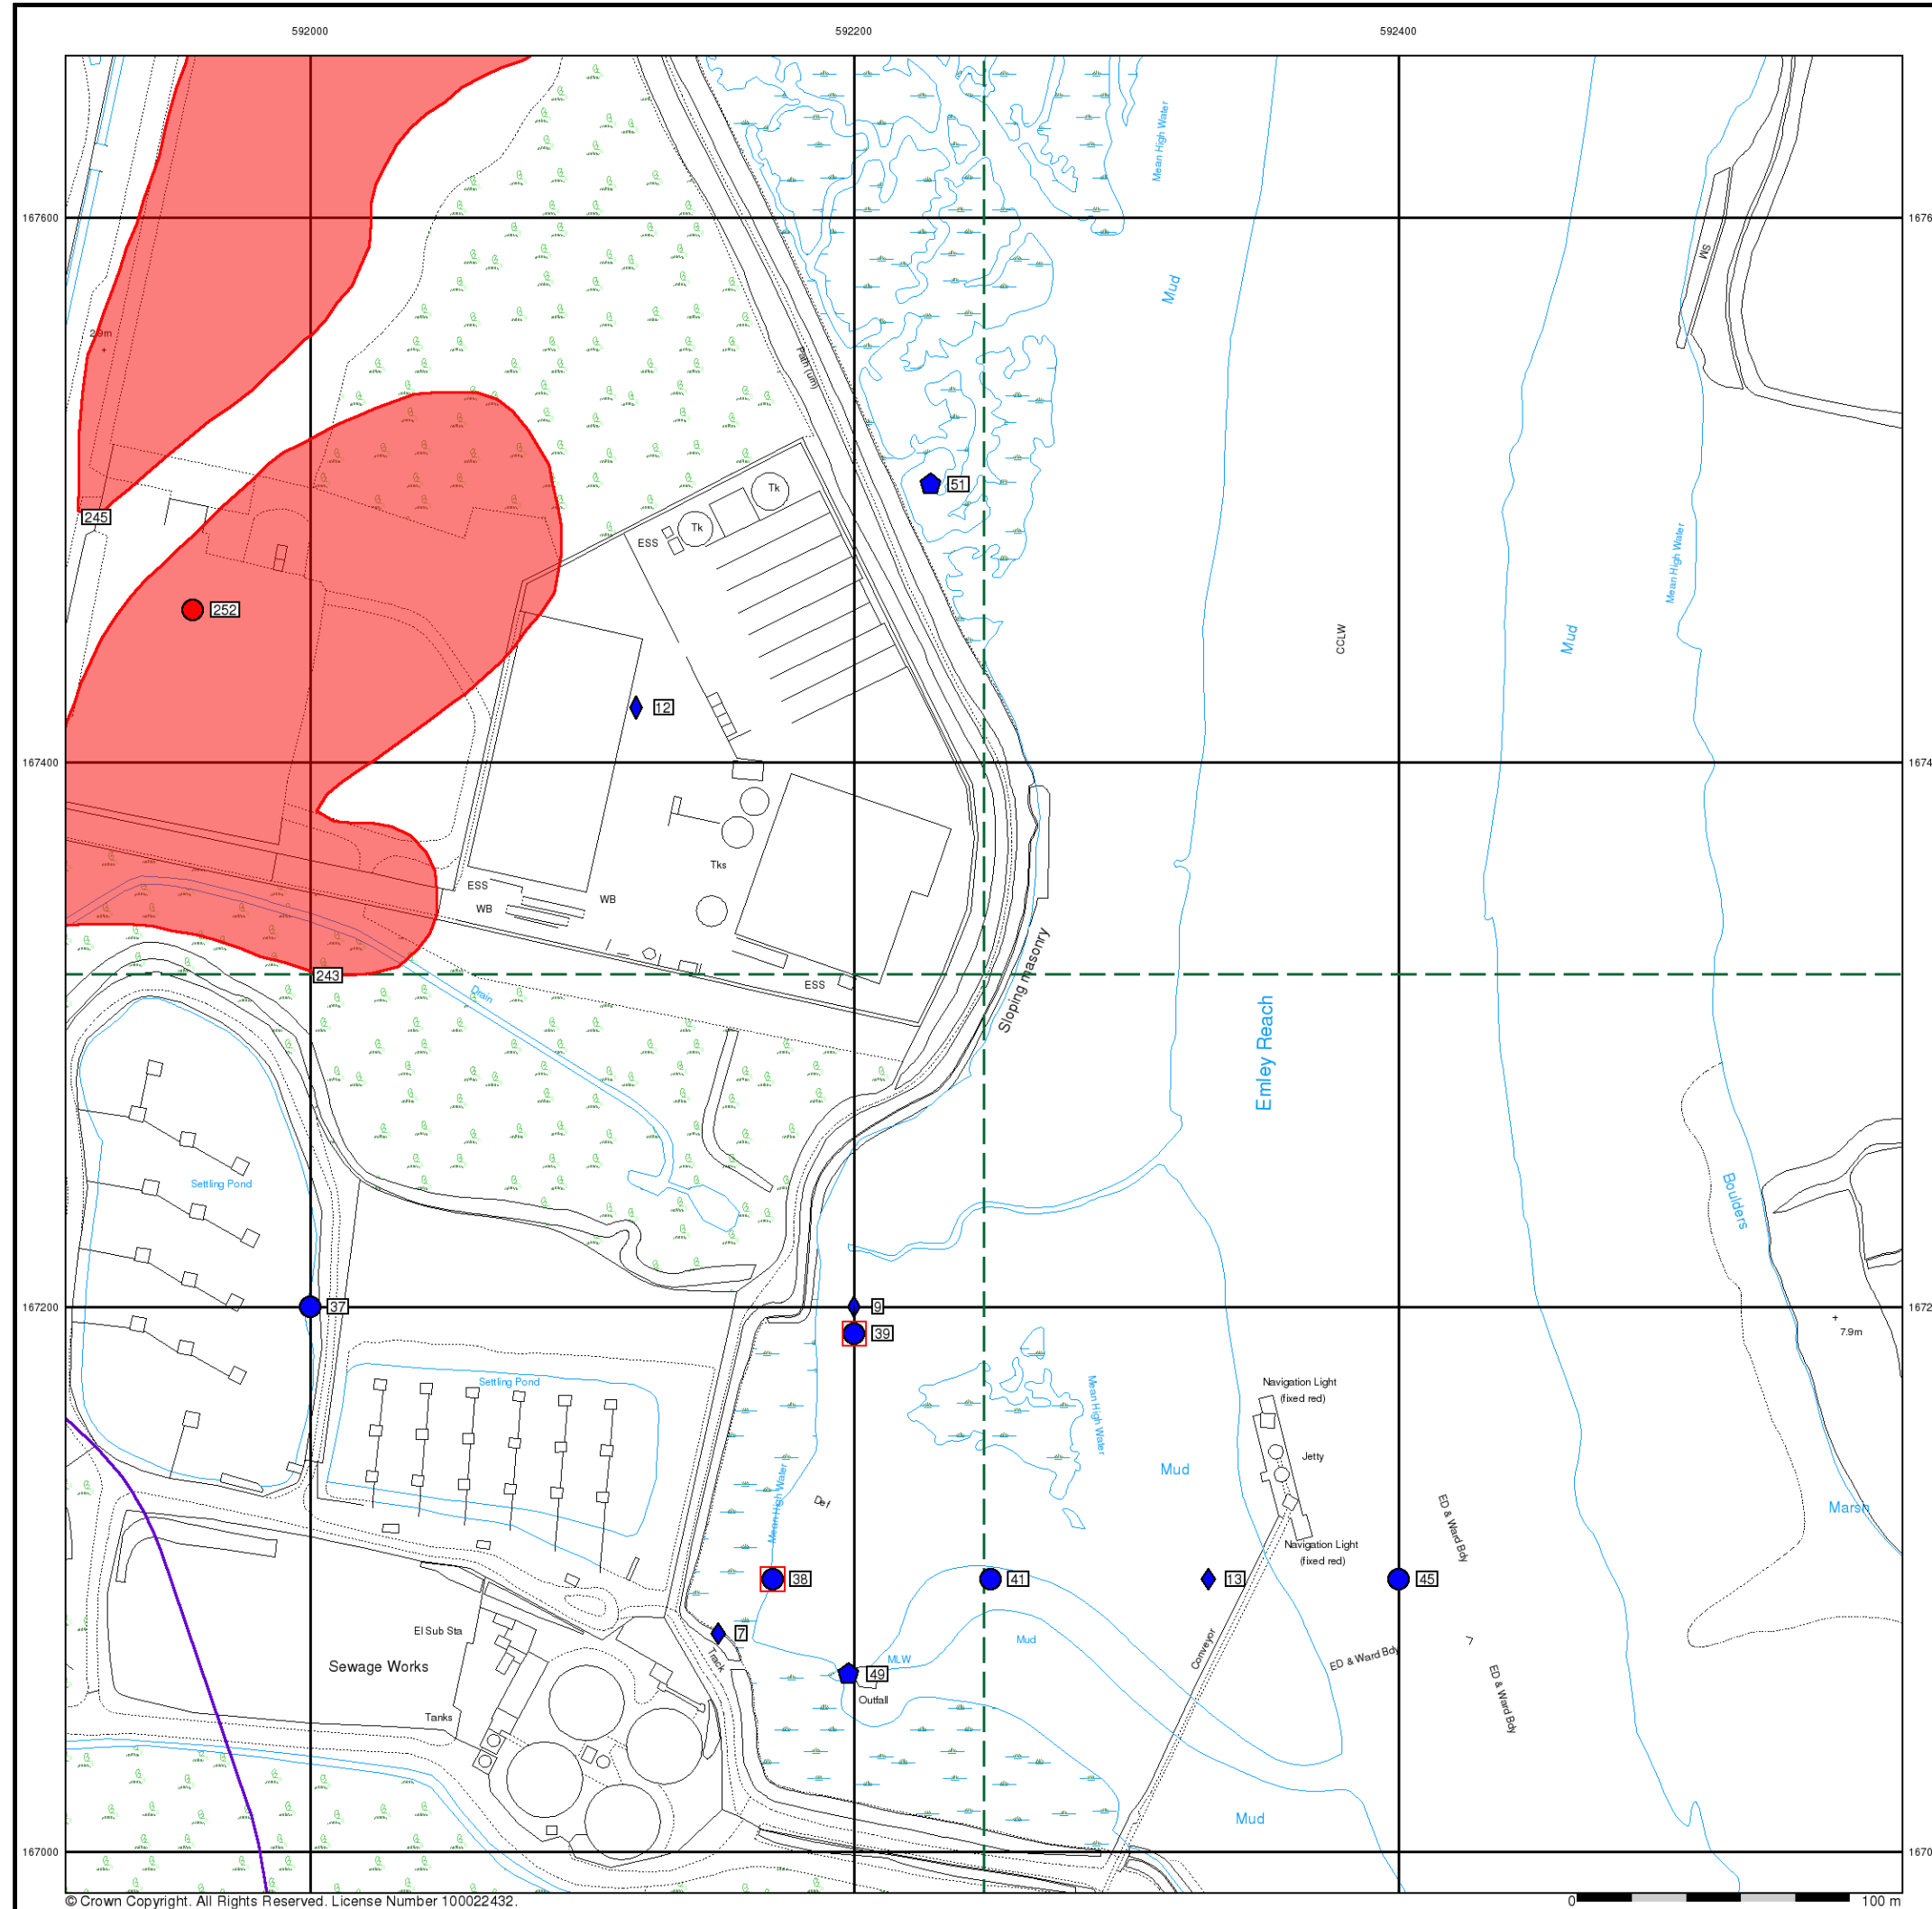 592000
592200
592400
Mean High Water
167600
SM
Mud
2.9m
Path (um)
Tk
51
245
Tk
ESS
Mean High Water
252
CCLW
Mud
12
167400
Tks
ESS
WB
WB
Sloping masonry
243
ESS
Drain
Emley Reach
Settling Pond
Boulders
167200
37
9
39
7.9m
Settling Pond
Navigation Light
(fixed red)
Mean High Water
Jetty
Mud
Mean High Water
Def
Marsh
ED & Ward Bdy
Navigation Light
(fixed red)
38
41
13
45
El Sub Sta
7
Mud
Track
Conveyor
MLW
ED & Ward Bdy
Sewage Works
49
Outfall
ED & Ward Bdy
Tanks
Mud
167000
© Crown Copyright. All Rights Reserved. License Number 100022432.
0
100 m